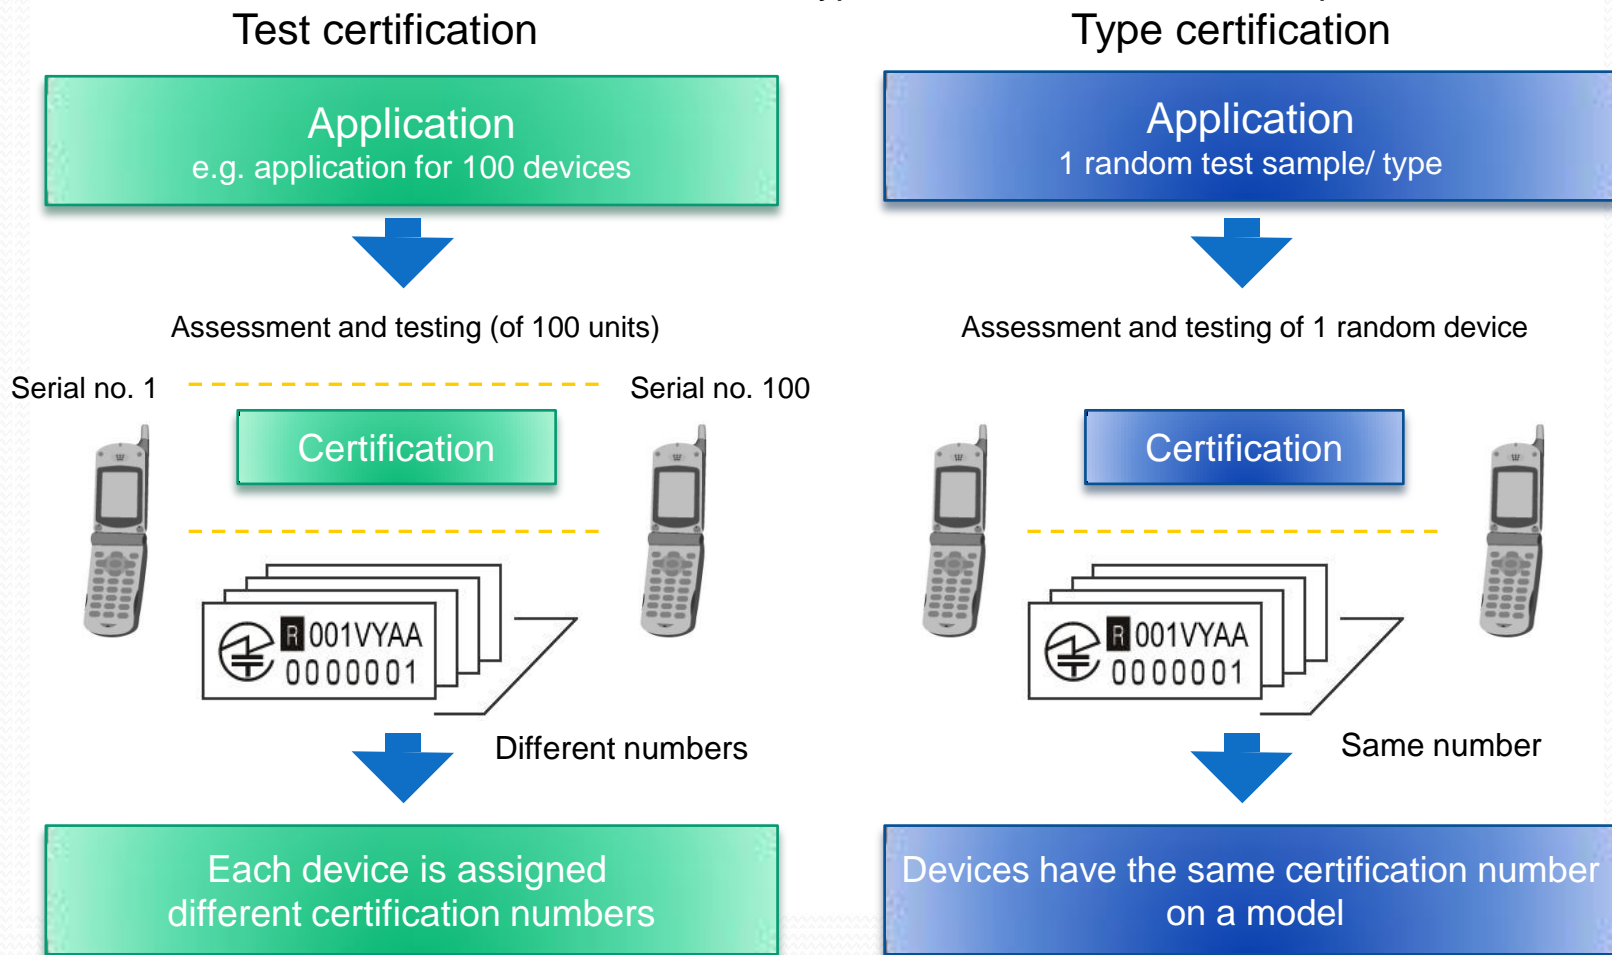 Test certification
Application
e.g. application for 100 devices
Assessment and testing (of 100 units)
Serial no. 1
Serial no. 100
Certification
R 001VYAA
0000001
Different numbers
Each device is assigned
different certification numbers
Type certification
Application
1 random test sample/ type
Assessment and testing of 1 random device
Certification
R 001VYAA
0000001
Same number
Devices have the same certification number
on a model